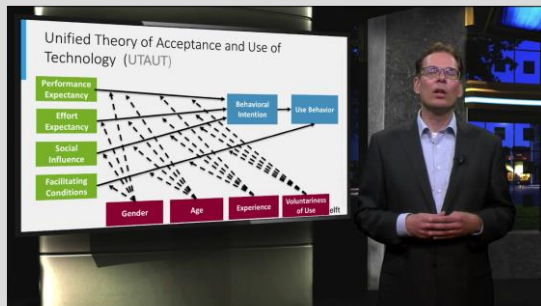 Unified Theory of Acceptance and Use of
Technology (UTAUT)
Performance
Expectancy
Effort
Expectancy
Social
Influence
Facilitating
Conditions
Behavioral
Intention
Use Behavior
Gender
Age
Experience
Voluntariness
of Use
elft